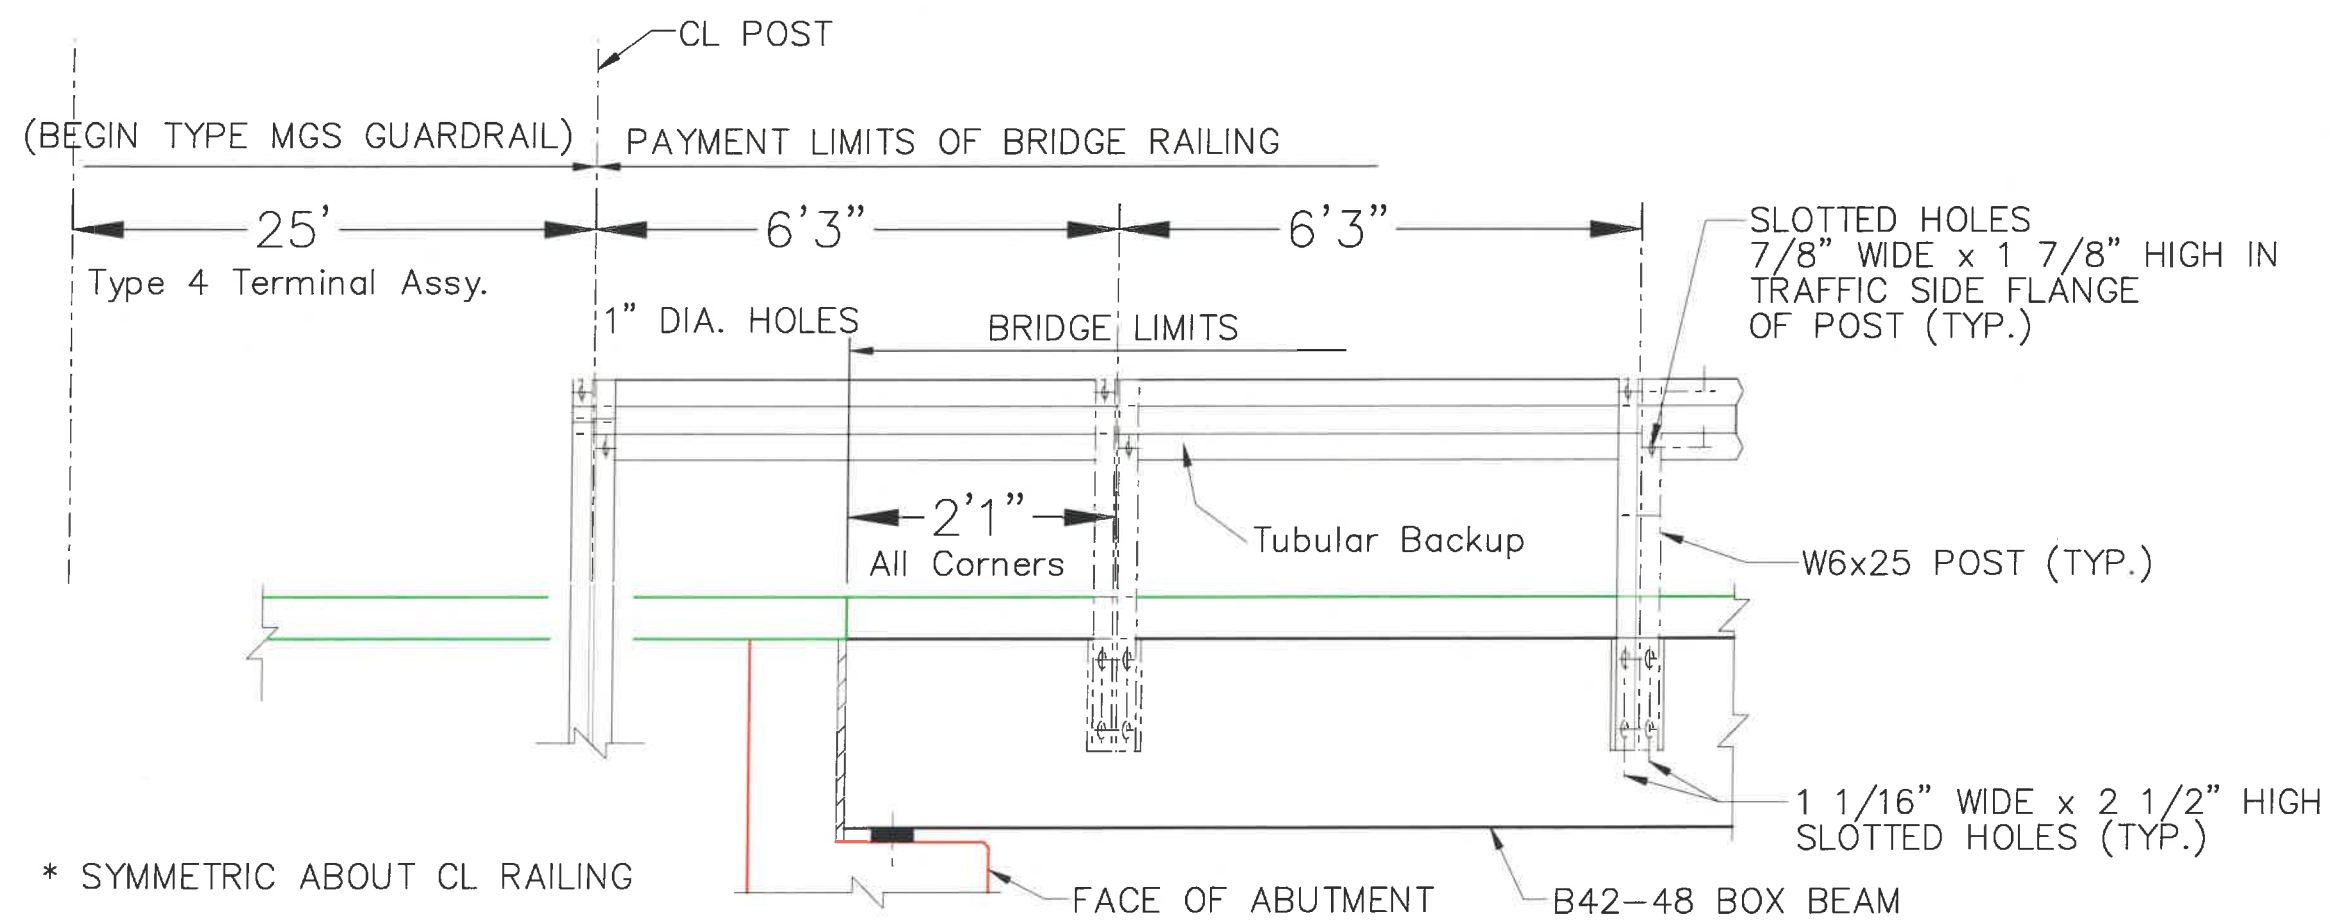 CL POST
(BEGIN TYPE MGS GUARDRAIL)
PAYMENT LIMITS OF BRIDGE RAILING
25'
6'3"
6'3"
Type 4 Terminal Assy.
SLOTTED HOLES
7/8" WIDE x 1 7/8" HIGH IN
TRAFFIC SIDE FLANGE
OF POST (TYP.)
1" DIA. HOLES
BRIDGE LIMITS
2'1"
All Corners
Tubular Backup
W6x25 POST (TYP.)
1 1/16" WIDE x 2 1/2" HIGH
SLOTTED HOLES (TYP.)
* SYMMETRIC ABOUT CL RAILING
FACE OF ABUTMENT
B42-48 BOX BEAM